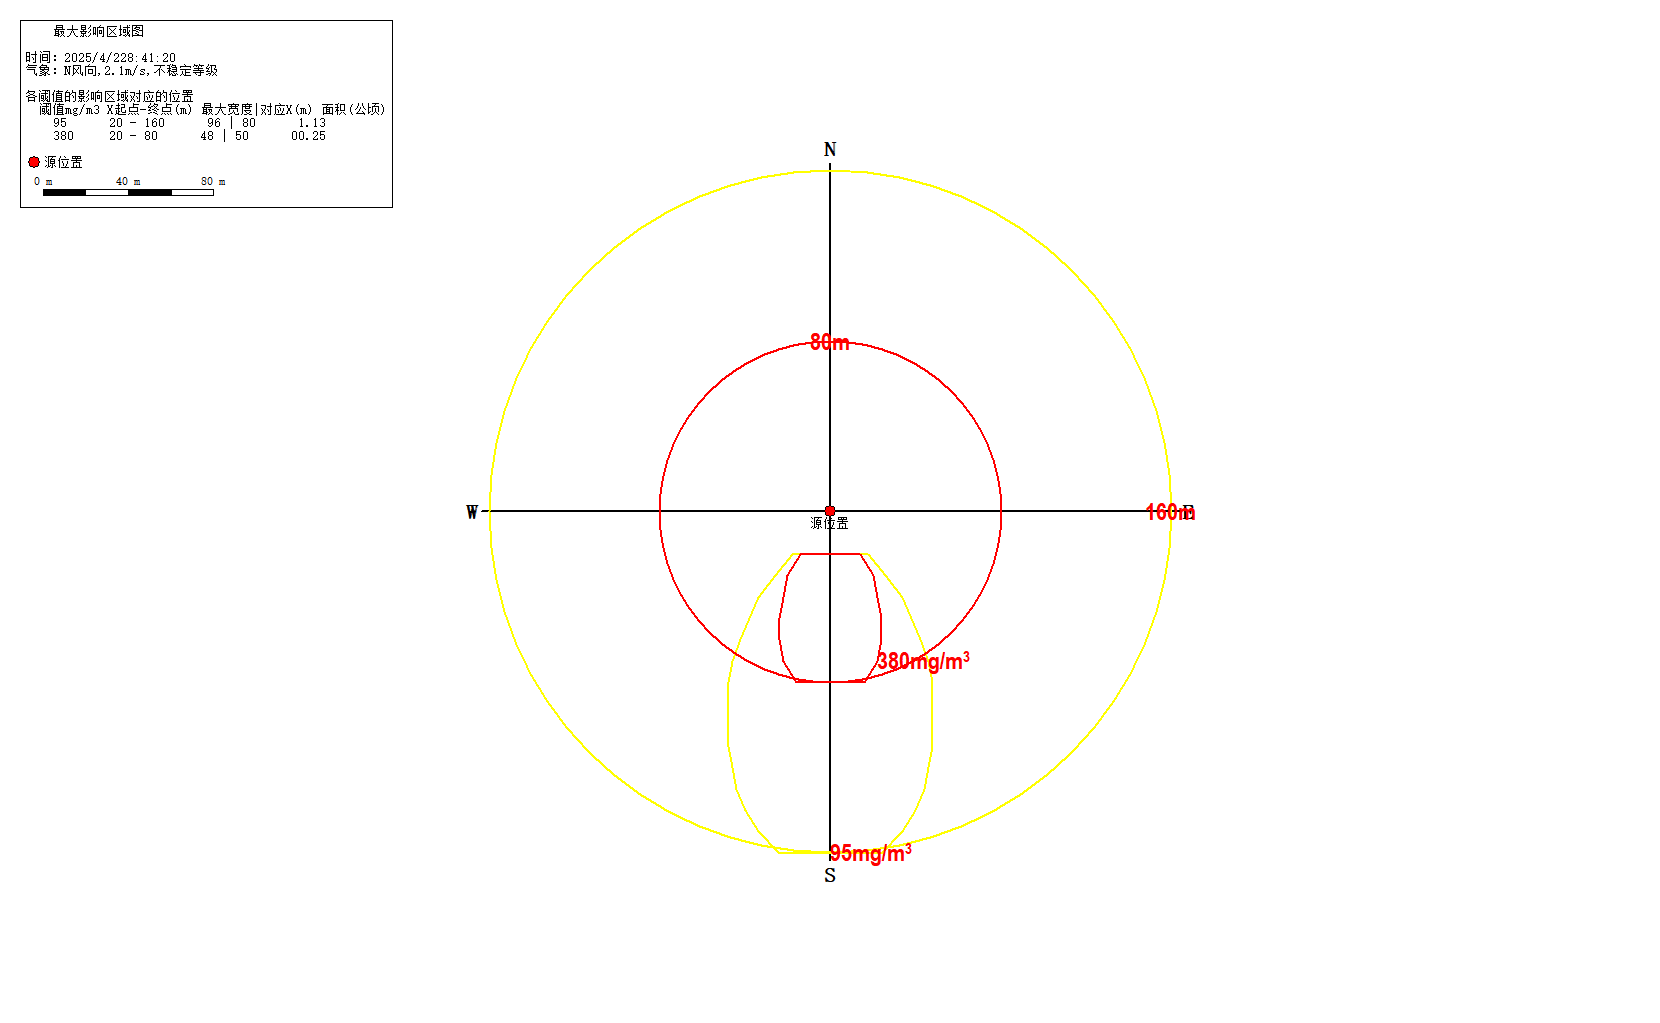 最大影响区域图
时间：2025/4/228:41:20
气象：N风向,2.1m/s,不稳定等级
各阈值的影响区域对应的位置
阈值mg/m3 X起点-终点(m) 最大宽度|对应X(m) 面积(公顷)
95 20 - 160 96 | 80 1.13
380 20 - 80 48 | 50 00.25
源位置
0 m 40 m 80 m
N
80m
W
源位置
160m
E
380mg/m³
95mg/m³
S